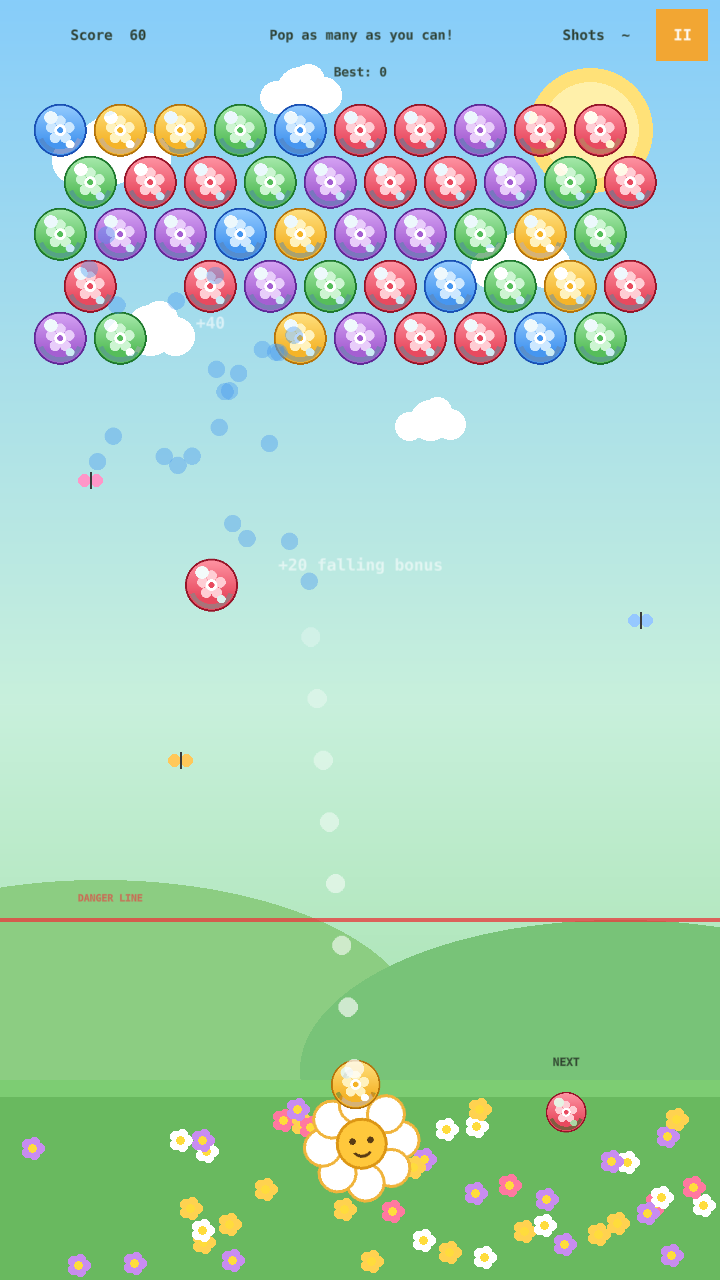 Score 60
Pop as many as you can!
Shots ~
II
Best: 0
+40
+20 falling bonus
DANGER LINE
NEXT